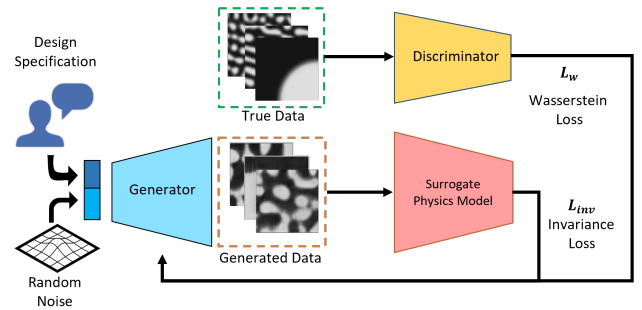 Design
Specification
True Data
Discriminator
L_w
Wasserstein
Loss
Generator
Generated Data
Surrogate
Physics Model
L_inv
Invariance
Loss
Random
Noise